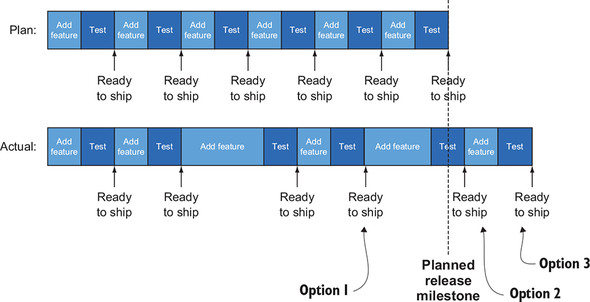 Plan:
Add
feature
Test
Add
feature
Test
Add
feature
Test
Add
feature
Test
Add
feature
Test
Add
feature
Test
Ready
to ship
Ready
to ship
Ready
to ship
Ready
to ship
Ready
to ship
Ready
to ship
Actual:
Add
feature
Test
Add
feature
Test
Add feature
Test
Add
feature
Test
Add feature
Test
Add
feature
Test
Ready
to ship
Ready
to ship
Ready
to ship
Ready
to ship
Ready
to ship
Ready
to ship
Option 1
Planned
release
milestone
Option 2
Option 3